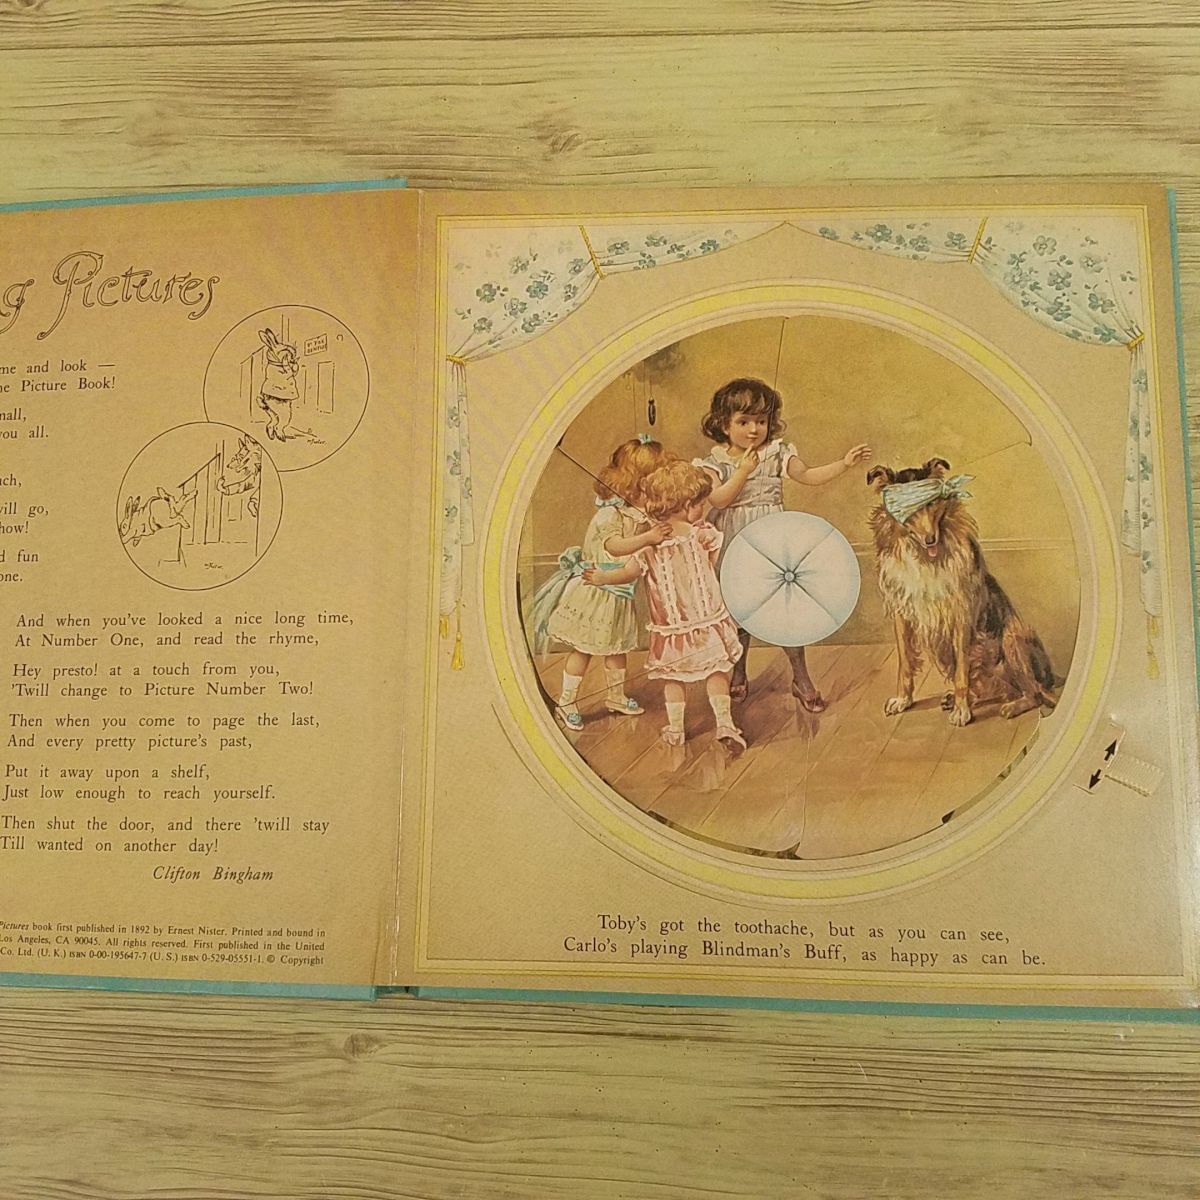 Pictures
and look —
Picture Book!
you all.
will go,
fun
And when you've looked a nice long time,
At Number One, and read the rhyme,
Hey presto! at a touch from you,
'Twill change to Picture Number Two!
Then when you come to page the last,
And every pretty picture's past,
Put it away upon a shelf,
Just low enough to reach yourself.
Then shut the door, and there 'twill stay
Till wanted on another day!
Clifton Bingham
Pictures book first published in 1892 by Ernest Nister. Printed and bound in
Los Angeles, CA 90045. All rights reserved. First published in the United
Co. Ltd. (U. K.) ISBN 0-00-195647-7 (U. S.) ISBN 0-529-05551-1. © Copyright
Toby's got the toothache, but as you can see,
Carlo's playing Blindman's Buff, as happy as can be.